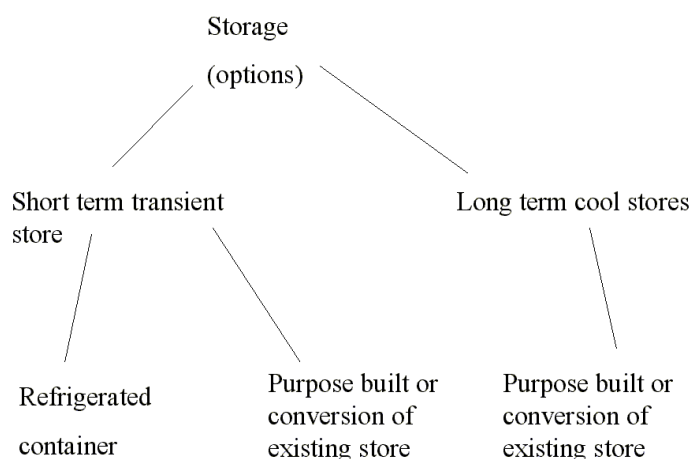 Storage
(options)
Short term transient
store
Long term cool stores
Refrigerated
container
Purpose built or
conversion of
existing store
Purpose built or
conversion of
existing store